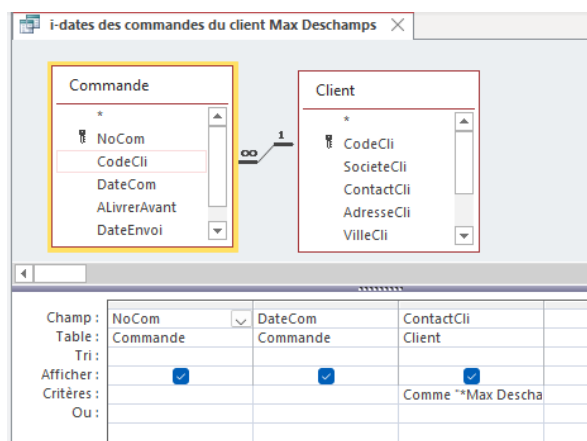 i-dates des commandes du client Max Deschamps
Commande
*
NoCom
CodeCli
DateCom
ALivrerAvant
DateEnvoi
∞ 1
Client
*
CodeCli
SocieteCli
ContactCli
AdresseCli
VilleCli
Champ : NoCom DateCom ContactCli
Table : Commande Commande Client
Tri :
Afficher :
Critères : Comme "*Max Descha
Ou :